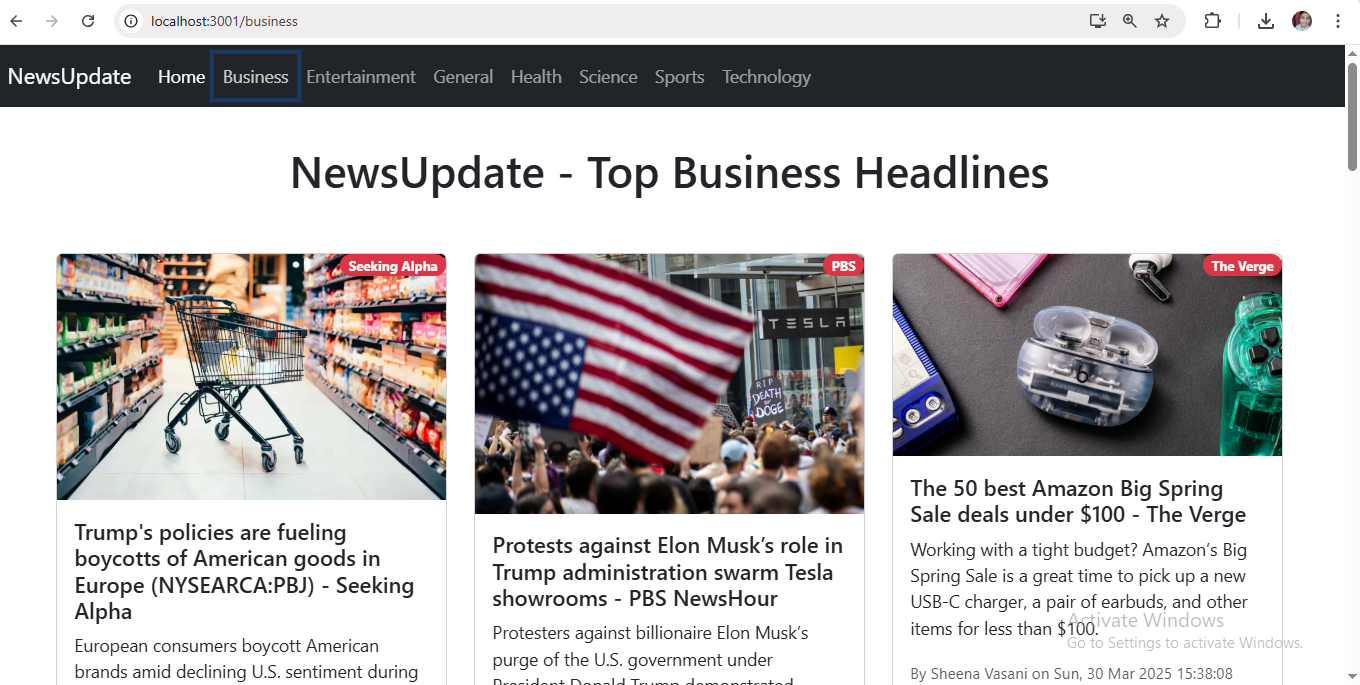 localhost:3001/business
NewsUpdate Home Business Entertainment General Health Science Sports Technology
NewsUpdate - Top Business Headlines
Seeking Alpha
Trump's policies are fueling
boycotts of American goods in
Europe (NYSEARCA:PBJ) - Seeking
Alpha
European consumers boycott American
brands amid declining U.S. sentiment during
PBS
TESLA
RIP
DEATH
DOGE
Protests against Elon Musk’s role in
Trump administration swarm Tesla
showrooms - PBS NewsHour
Protesters against billionaire Elon Musk’s
purge of the U.S. government under
President Donald Trump demonstrated
The Verge
The 50 best Amazon Big Spring
Sale deals under $100 - The Verge
Working with a tight budget? Amazon’s Big
Spring Sale is a great time to pick up a new
USB-C charger, a pair of earbuds, and other
items for less than $100.
By Sheena Vasani on Sun, 30 Mar 2025 15:38:08
Activate Windows
Go to Settings to activate Windows.